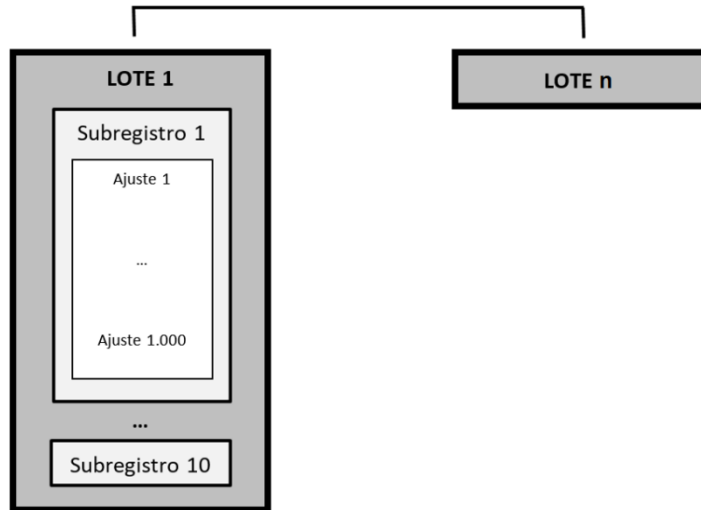 LOTE 1
Subregistro 1
Ajuste 1
...
Ajuste 1.000
...
Subregistro 10
LOTE n